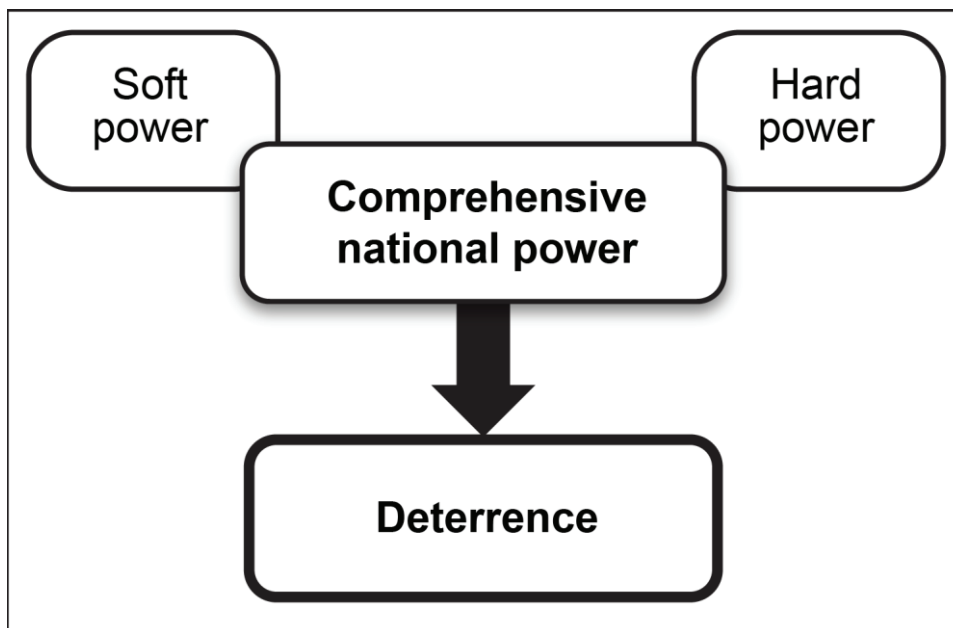 Soft
power
Hard
power
Comprehensive
national power
Deterrence